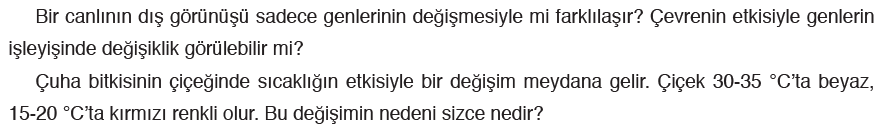 Bir canlının dış görünüşü sadece genlerinin değişmesiyle mi farklılaşır? Çevrenin etkisiyle genlerin
işleyişinde değişiklik görülebilir mi?
Çuha bitkisinin çiçeğinde sıcaklığın etkisiyle bir değişim meydana gelir. Çiçek 30-35 °C’ta beyaz,
15-20 °C’ta kırmızı renkli olur. Bu değişimin nedeni sizce nedir?